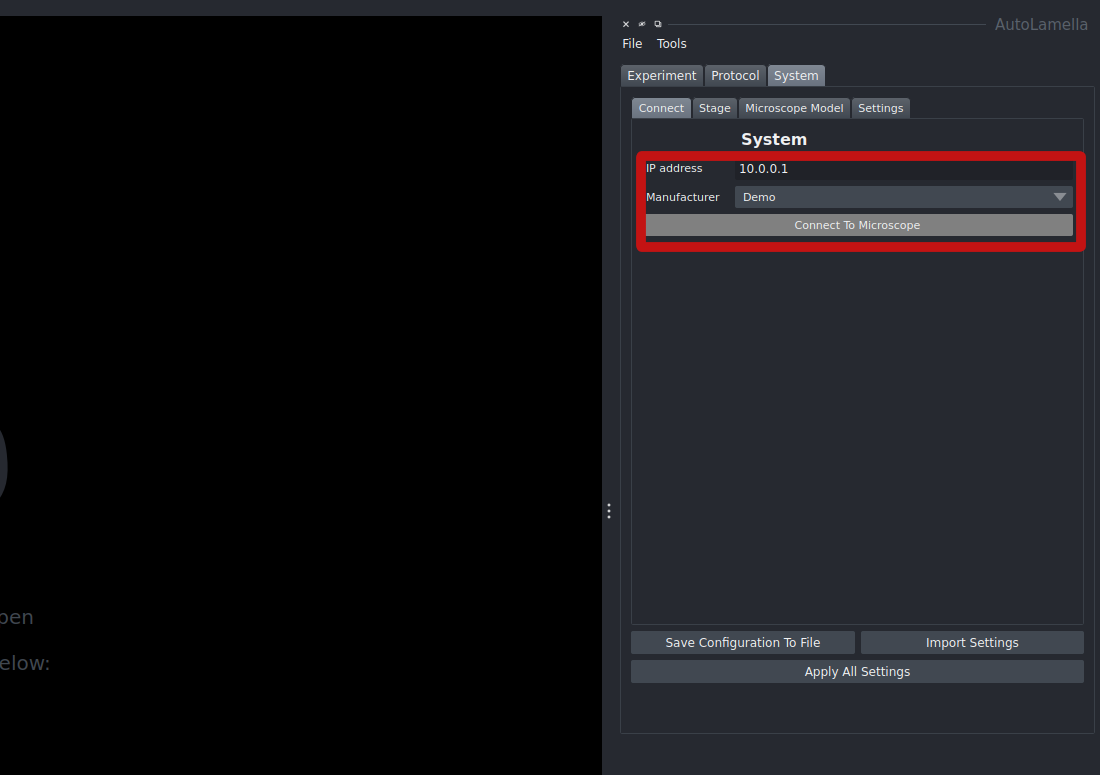 AutoLamella
File Tools
Experiment Protocol System
Connect Stage Microscope Model Settings
System
IP address 10.0.0.1
Manufacturer Demo
Connect To Microscope
elow:
Save Configuration To File Import Settings
Apply All Settings